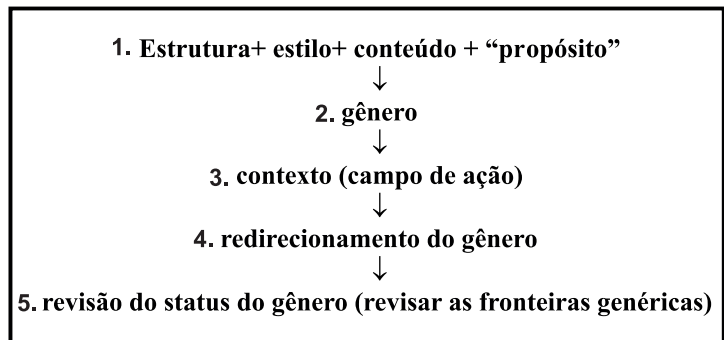 1. Estrutura+ estilo+ conteúdo + “propósito”
↓
2. gênero
↓
3. contexto (campo de ação)
↓
4. redirecionamento do gênero
↓
5. revisão do status do gênero (revisar as fronteiras genéricas)